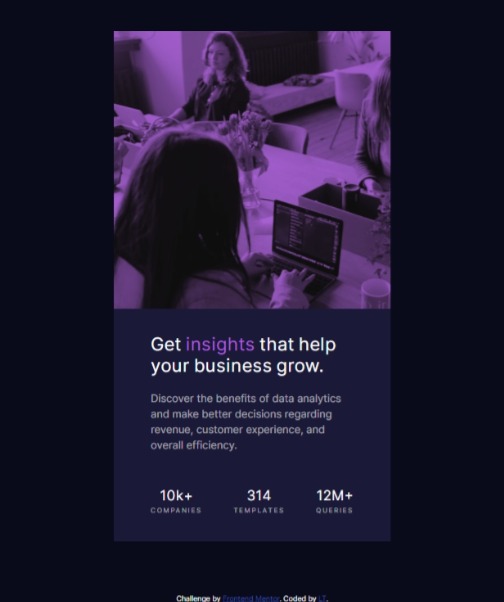 Get insights that help
your business grow.
Discover the benefits of data analytics
and make better decisions regarding
revenue, customer experience, and
overall efficiency.
10k+ 314 12M+
COMPANIES TEMPLATES QUERIES
Challenge by Frontend Mentor. Coded by LT.